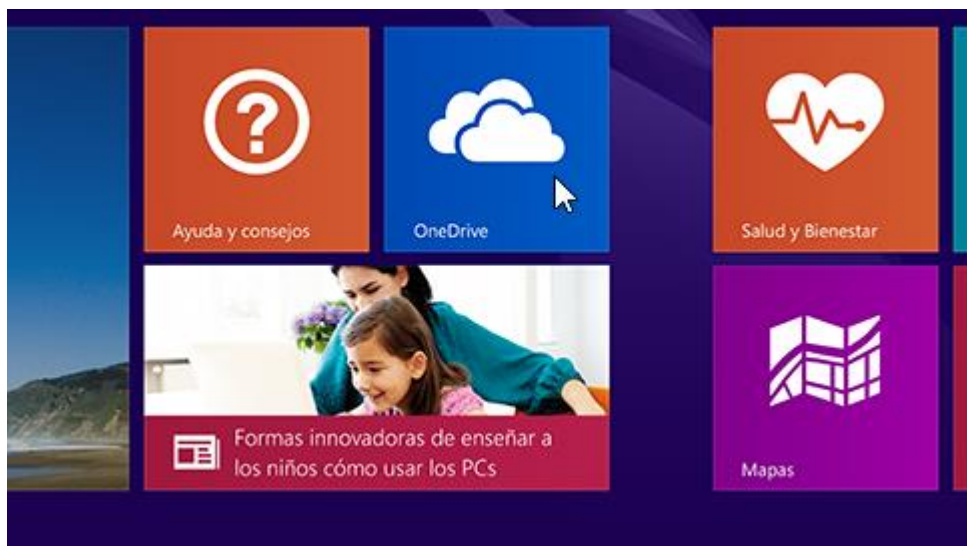 Ayuda y consejos
OneDrive
Salud y Bienestar
Formas innovadoras de enseñar a
los niños cómo usar los PCs
Mapas